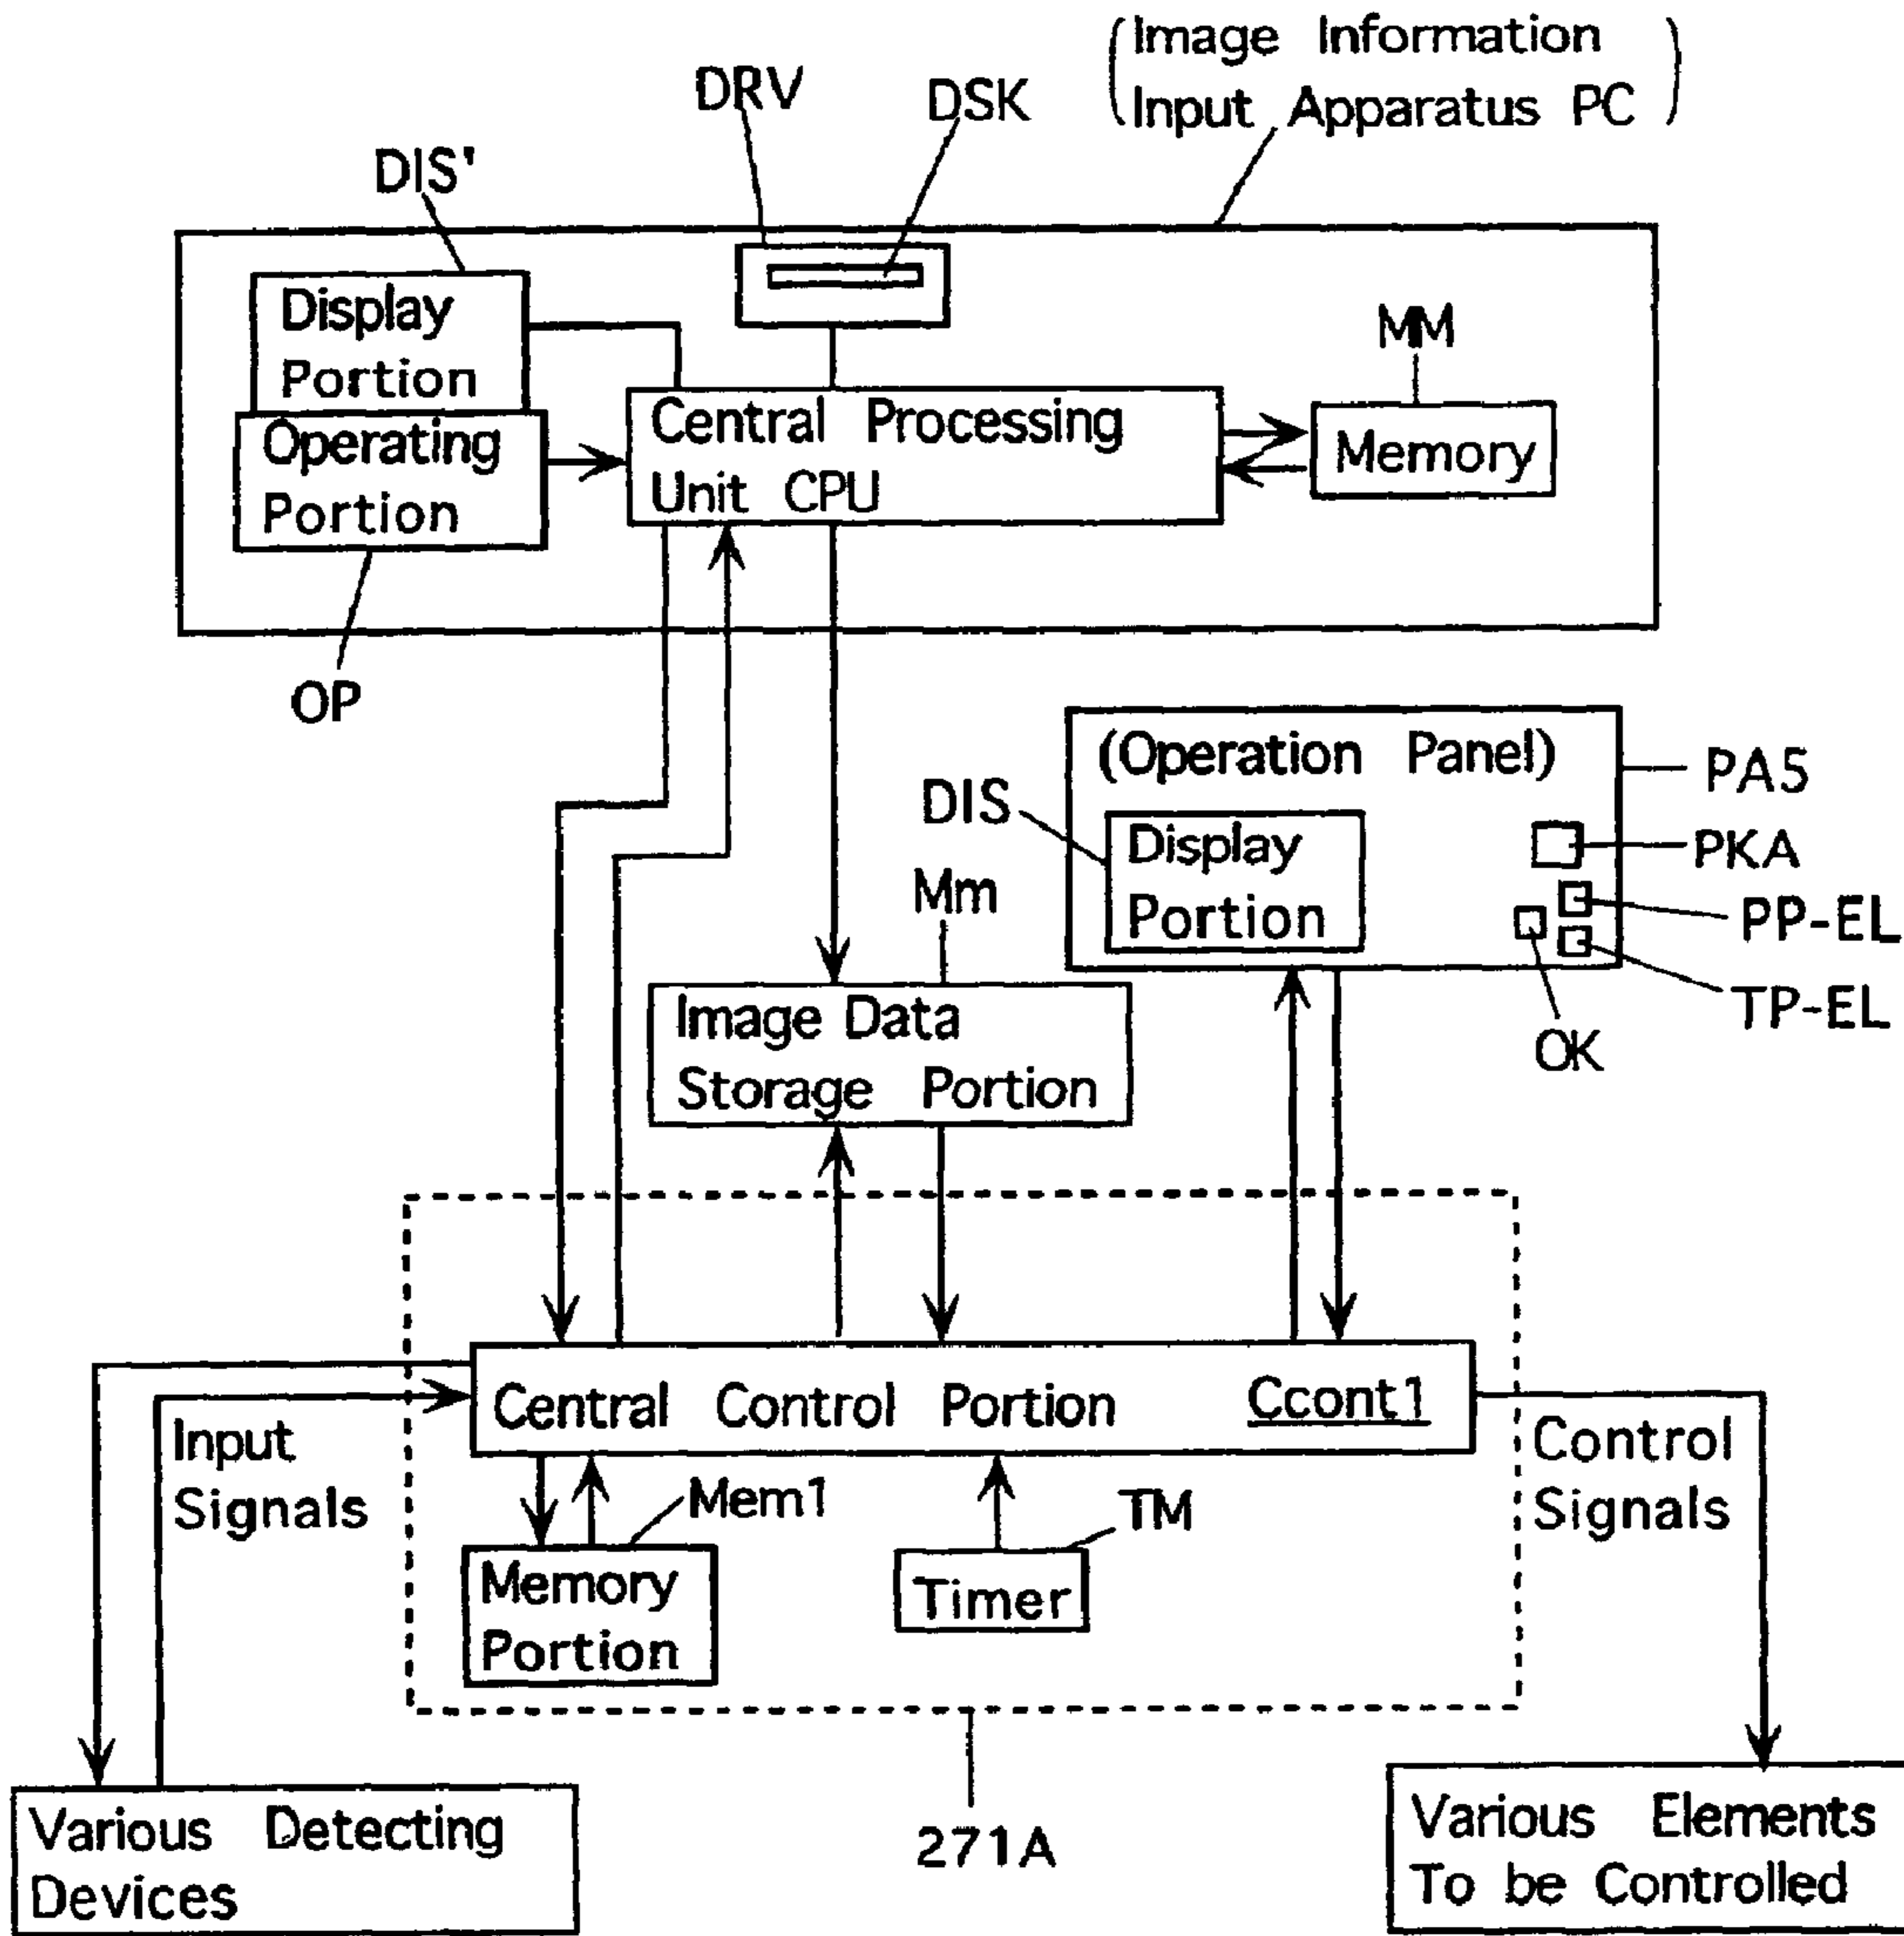 Image Information
Input Apparatus PC
DRV
DSK
DIS'
Display
Portion
MM
Central Processing
Unit CPU
Memory
Operating
Portion
OP
(Operation Panel)
PA5
DIS
Display
Portion
PKA
PP-EL
TP-EL
OK
Mm
Image Data
Storage Portion
Central Control Portion Ccont1
Input
Signals
Control
Signals
Mem1
TM
Memory
Portion
Timer
271A
Various Detecting
Devices
Various Elements
To be Controlled